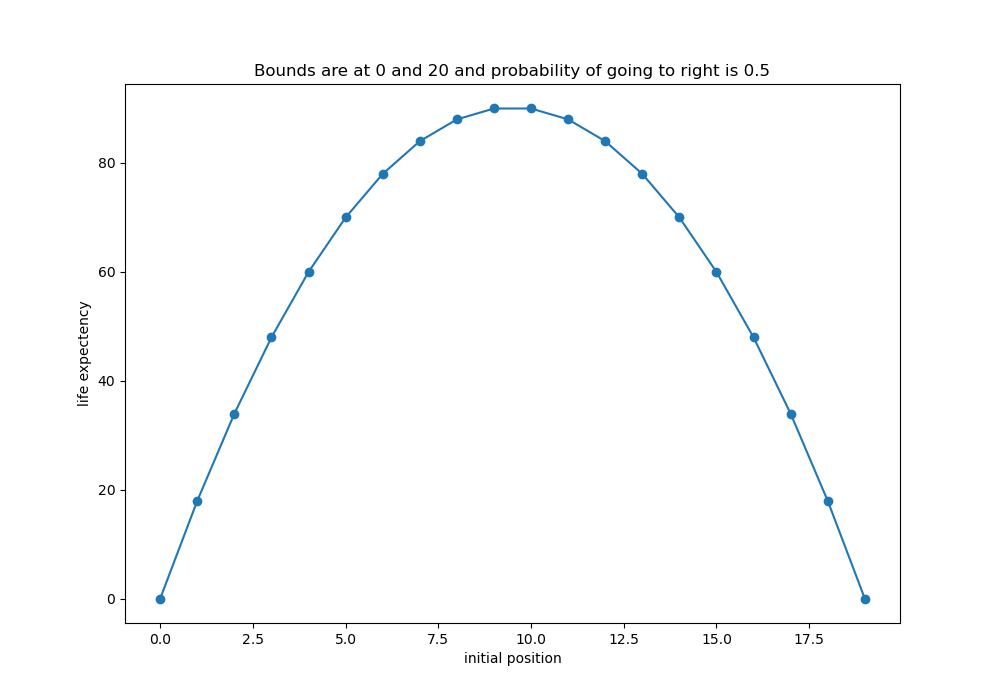 Bounds are at 0 and 20 and probability of going to right is 0.5
80
60
40
20
0
life expectency
0.0 2.5 5.0 7.5 10.0 12.5 15.0 17.5
initial position